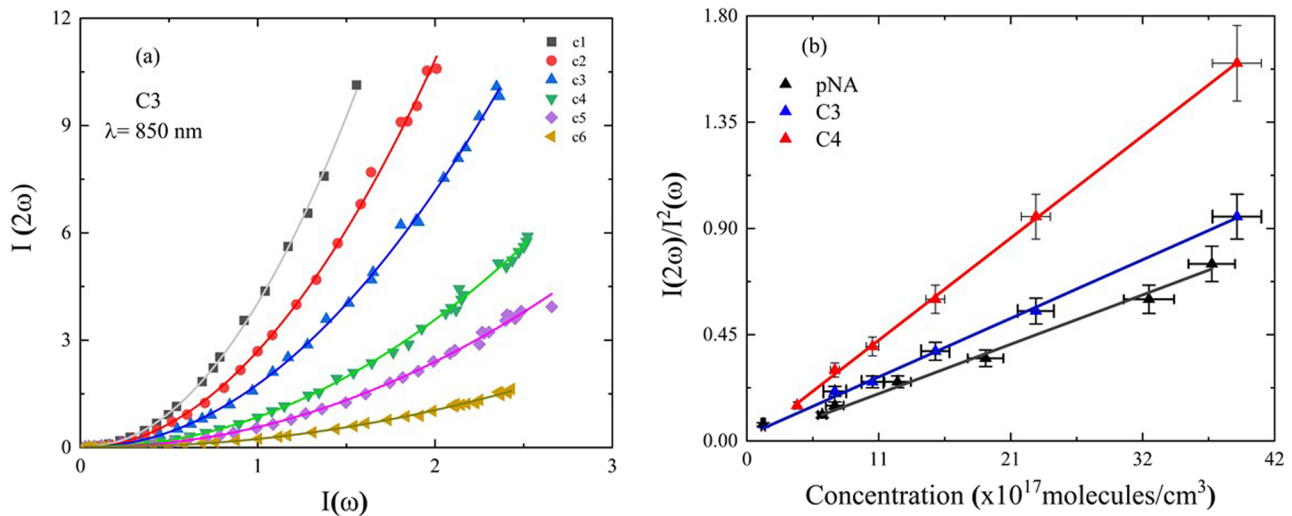 (a)
C3
λ= 850 nm
c1
c2
c3
c4
c5
c6
12
9
6
3
0
I (2ω)
0
1
2
3
I(ω)
(b)
pNA
C3
C4
1.80
1.35
0.90
0.45
0.00
I(2ω)/I²(ω)
0
11
21
32
42
Concentration (x10¹⁷molecules/cm³)